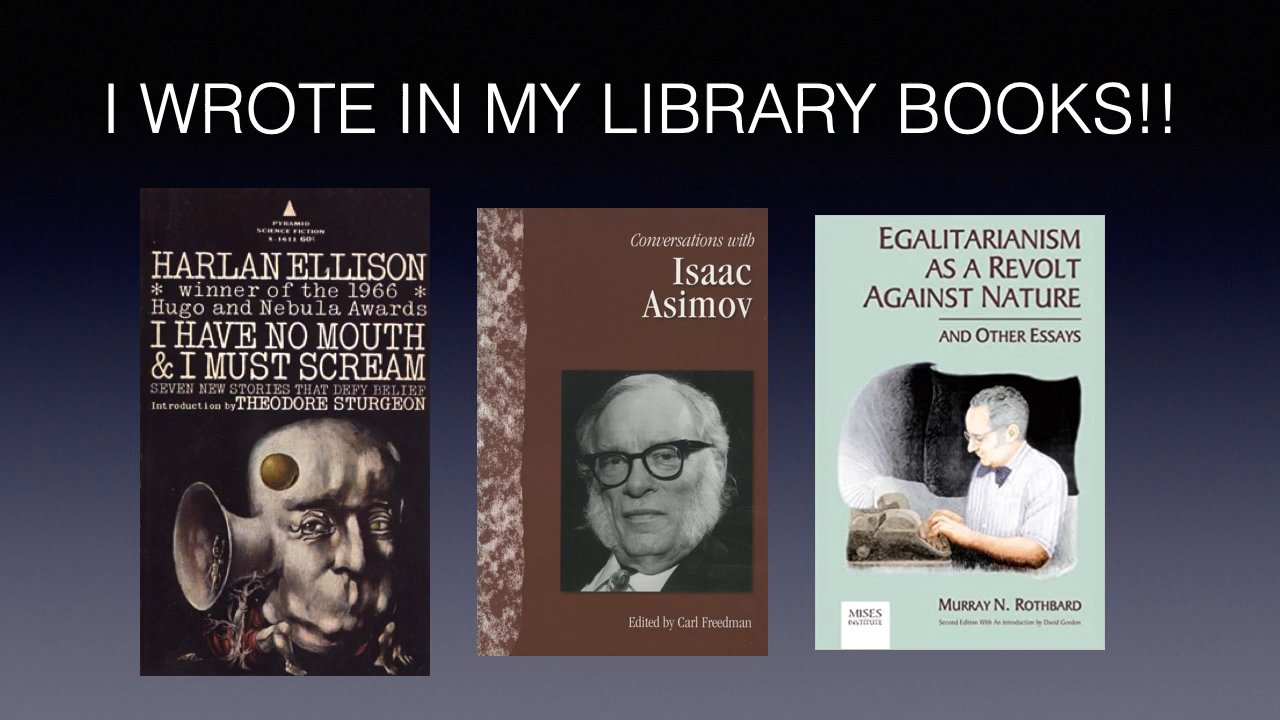 I WROTE IN MY LIBRARY BOOKS!!
PYRAMID
SCIENCE FICTION
X-1611 60¢
HARLAN ELLISON
* winner of the 1966 *
Hugo and Nebula Awards
I HAVE NO MOUTH
& I MUST SCREAM
SEVEN NEW STORIES THAT DEFY BELIEF
Introduction by THEODORE STURGEON
Conversations with
Isaac
Asimov
Edited by Carl Freedman
EGALITARIANISM
AS A REVOLT
AGAINST NATURE
AND OTHER ESSAYS
MURRAY N. ROTHBARD
Second Edition With An Introduction by David Gordon
MISES
INSTITUTE